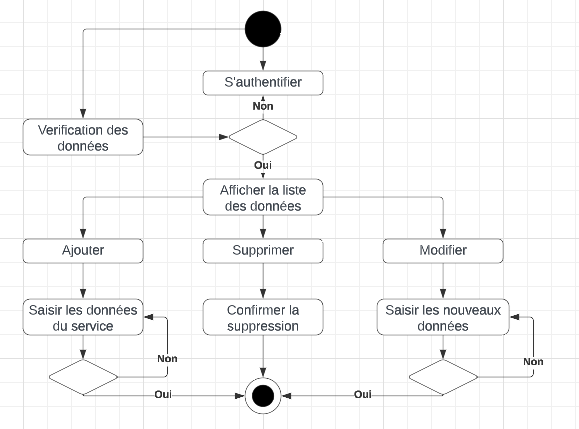 S'authentifier
Non
Verification des
données
Oui
Afficher la liste
des données
Ajouter
Supprimer
Modifier
Saisir les données
du service
Confirmer la
suppression
Saisir les nouveaux
données
Non
Non
Oui
Oui